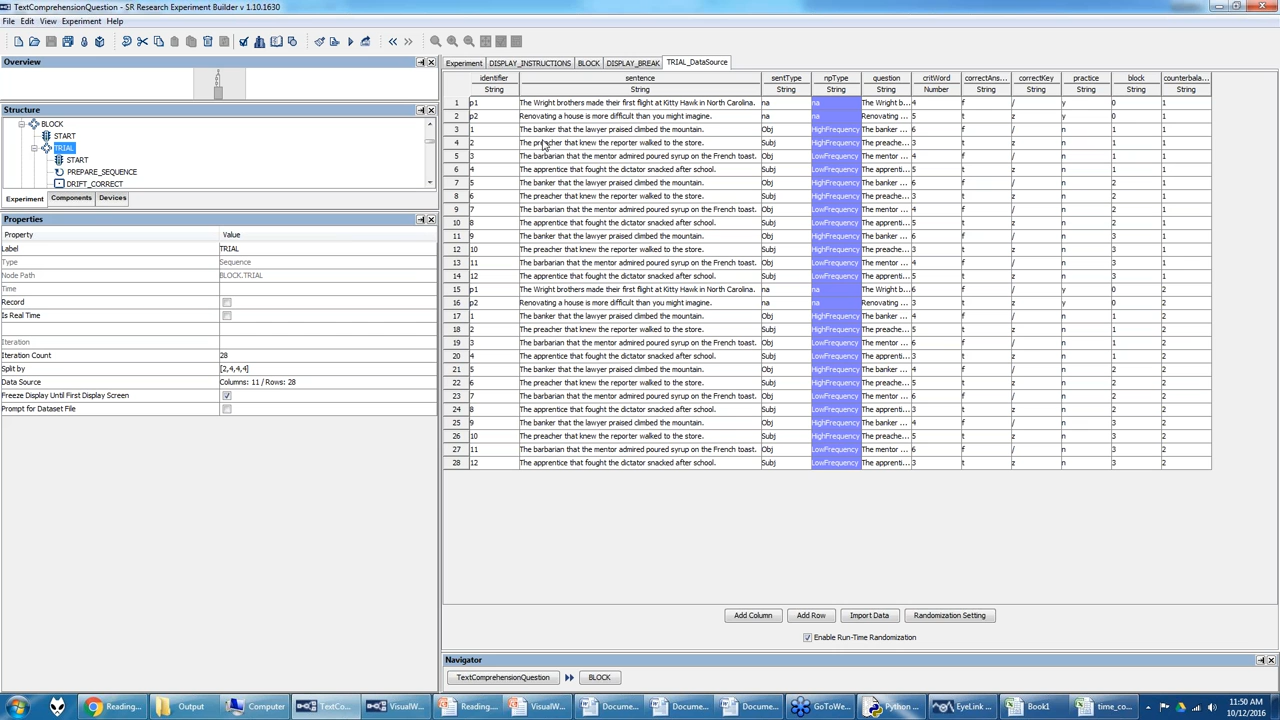 TextComprehensionQuestion - SR Research Experiment Builder v 1.10.1630
File Edit View Experiment Help
Overview
Structure
BLOCK
START
TRIAL
START
PREPARE_SEQUENCE
DRIFT_CORRECT
Experiment Components Devices
Properties
Property Value
Label TRIAL
Type Sequence
Node Path BLOCK.TRIAL
Time
Record
Is Real Time
Iteration
Iteration Count 28
Split by [2,4,4,4]
Data Source Columns: 11 / Rows: 28
Freeze Display Until First Display Screen
Prompt for Dataset File
Experiment DISPLAY_INSTRUCTIONS BLOCK DISPLAY_BREAK TRIAL_DataSource
identifier sentence sentType npType question critWord correctAns... correctKey practice block counterbala...
String String String String String Number String String String String String
1 p1 The Wright brothers made their first flight at Kitty Hawk in North Carolina. na na The Wright b... 4 f / y 0 1
2 p2 Renovating a house is more difficult than you might imagine. na na Renovating ... 3 t z y 0 1
3 1 The banker that the lawyer praised climbed the mountain. Obj HighFrequency The banker ... 4 f / n 1 1
4 2 The preacher that knew the reporter walked to the store. Subj HighFrequency The preache... 5 t z n 1 1
5 3 The barbarian that the mentor admired poured syrup on the French toast. Obj LowFrequency The mentor ... 6 f / n 1 1
6 4 The apprentice that fought the dictator snacked after school. Subj LowFrequency The apprenti... 3 t z n 1 1
7 5 The banker that the lawyer praised climbed the mountain. Obj HighFrequency The banker ... 4 f / n 2 1
8 6 The preacher that knew the reporter walked to the store. Subj HighFrequency The preache... 5 t z n 2 1
9 7 The barbarian that the mentor admired poured syrup on the French toast. Obj LowFrequency The mentor ... 6 f / n 2 1
10 8 The apprentice that fought the dictator snacked after school. Subj LowFrequency The apprenti... 3 t z n 2 1
11 9 The banker that the lawyer praised climbed the mountain. Obj HighFrequency The banker ... 4 f / n 3 1
12 10 The preacher that knew the reporter walked to the store. Subj HighFrequency The preache... 5 t z n 3 1
13 11 The barbarian that the mentor admired poured syrup on the French toast. Obj LowFrequency The mentor ... 6 f / n 3 1
14 12 The apprentice that fought the dictator snacked after school. Subj LowFrequency The apprenti... 3 t z n 3 1
15 p1 The Wright brothers made their first flight at Kitty Hawk in North Carolina. na na The Wright b... 6 f / y 0 2
16 p2 Renovating a house is more difficult than you might imagine. na na Renovating ... 3 t z y 0 2
17 1 The banker that the lawyer praised climbed the mountain. Obj HighFrequency The banker ... 4 f / n 1 2
18 2 The preacher that knew the reporter walked to the store. Subj HighFrequency The preache... 5 t z n 1 2
19 3 The barbarian that the mentor admired poured syrup on the French toast. Obj LowFrequency The mentor ... 6 f / n 1 2
20 4 The apprentice that fought the dictator snacked after school. Subj LowFrequency The apprenti... 3 t z n 1 2
21 5 The banker that the lawyer praised climbed the mountain. Obj HighFrequency The banker ... 4 f / n 2 2
22 6 The preacher that knew the reporter walked to the store. Subj HighFrequency The preache... 5 t z n 2 2
23 7 The barbarian that the mentor admired poured syrup on the French toast. Obj LowFrequency The mentor ... 6 f / n 2 2
24 8 The apprentice that fought the dictator snacked after school. Subj LowFrequency The apprenti... 3 t z n 2 2
25 9 The banker that the lawyer praised climbed the mountain. Obj HighFrequency The banker ... 4 f / n 3 2
26 10 The preacher that knew the reporter walked to the store. Subj HighFrequency The preache... 5 t z n 3 2
27 11 The barbarian that the mentor admired poured syrup on the French toast. Obj LowFrequency The mentor ... 6 f / n 3 2
28 12 The apprentice that fought the dictator snacked after school. Subj LowFrequency The apprenti... 3 t z n 3 2
Add Column Add Row Import Data Randomization Setting
Enable Run-Time Randomization
Navigator
TextComprehensionQuestion BLOCK
Reading... Output Computer TextCo... VisualW... Reading... VisualW... Docume... Docume... Docume... GoToWe... Python ... EyeLink ... Book1 time_co...
11:50 AM
10/12/2016